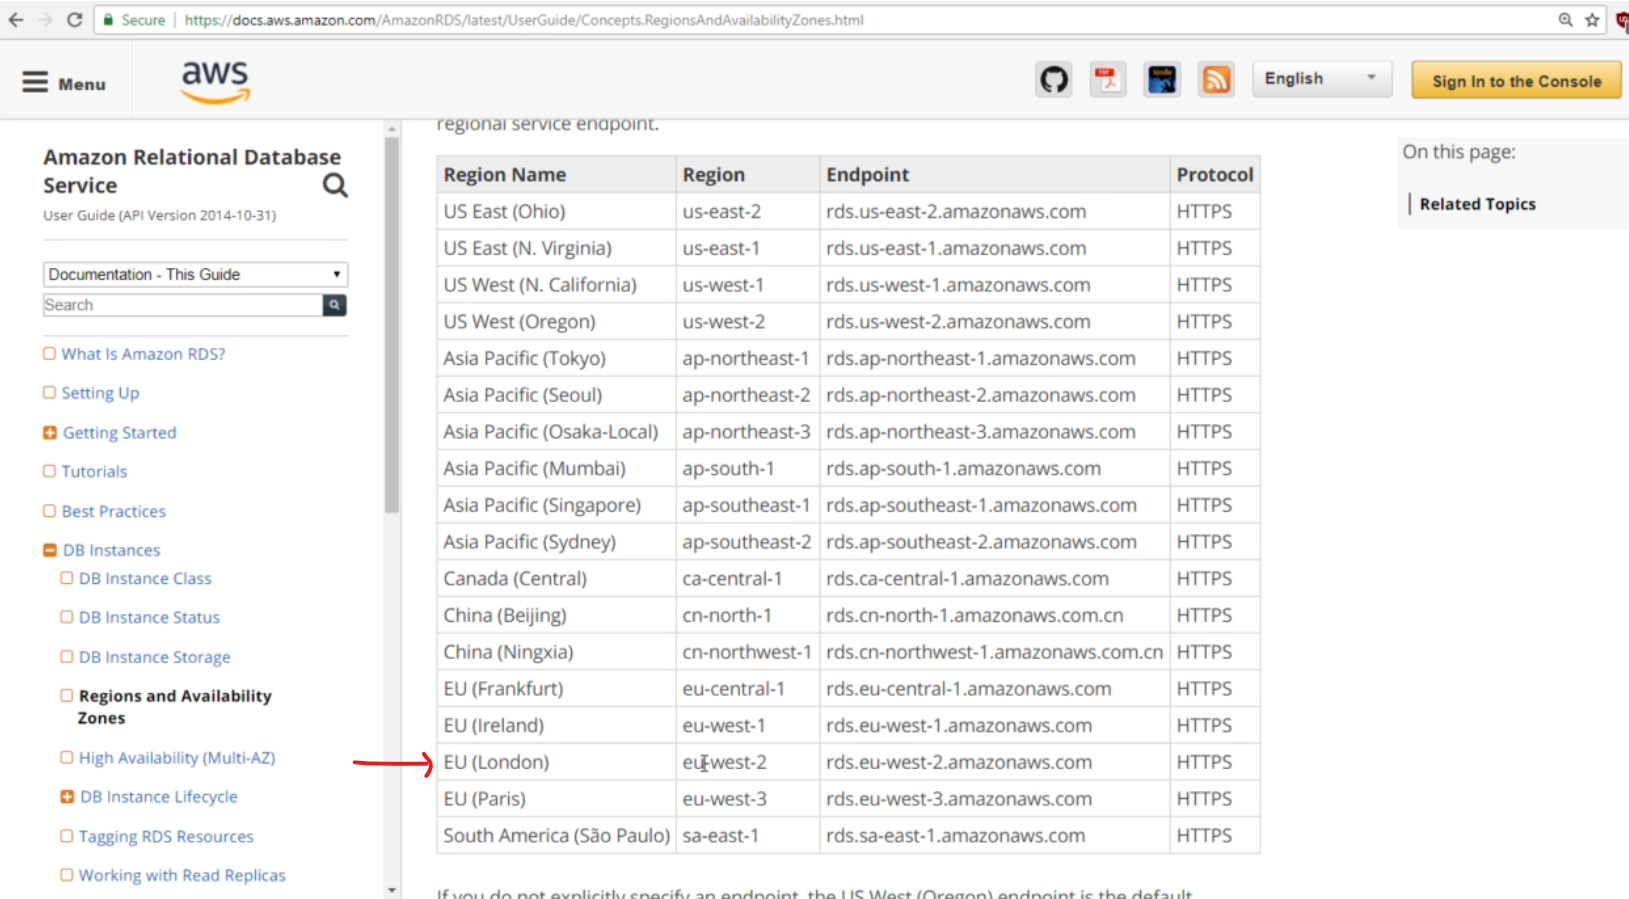 Secure https://docs.aws.amazon.com/AmazonRDS/latest/UserGuide/Concepts.RegionsAndAvailabilityZones.html
Menu
aws
English
Sign In to the Console
Amazon Relational Database
Service
User Guide (API Version 2014-10-31)
Documentation - This Guide
Search
What Is Amazon RDS?
Setting Up
Getting Started
Tutorials
Best Practices
DB Instances
DB Instance Class
DB Instance Status
DB Instance Storage
Regions and Availability
Zones
High Availability (Multi-AZ)
DB Instance Lifecycle
Tagging RDS Resources
Working with Read Replicas
regional service endpoint.
Region Name Region Endpoint Protocol
US East (Ohio) us-east-2 rds.us-east-2.amazonaws.com HTTPS
US East (N. Virginia) us-east-1 rds.us-east-1.amazonaws.com HTTPS
US West (N. California) us-west-1 rds.us-west-1.amazonaws.com HTTPS
US West (Oregon) us-west-2 rds.us-west-2.amazonaws.com HTTPS
Asia Pacific (Tokyo) ap-northeast-1 rds.ap-northeast-1.amazonaws.com HTTPS
Asia Pacific (Seoul) ap-northeast-2 rds.ap-northeast-2.amazonaws.com HTTPS
Asia Pacific (Osaka-Local) ap-northeast-3 rds.ap-northeast-3.amazonaws.com HTTPS
Asia Pacific (Mumbai) ap-south-1 rds.ap-south-1.amazonaws.com HTTPS
Asia Pacific (Singapore) ap-southeast-1 rds.ap-southeast-1.amazonaws.com HTTPS
Asia Pacific (Sydney) ap-southeast-2 rds.ap-southeast-2.amazonaws.com HTTPS
Canada (Central) ca-central-1 rds.ca-central-1.amazonaws.com HTTPS
China (Beijing) cn-north-1 rds.cn-north-1.amazonaws.com.cn HTTPS
China (Ningxia) cn-northwest-1 rds.cn-northwest-1.amazonaws.com.cn HTTPS
EU (Frankfurt) eu-central-1 rds.eu-central-1.amazonaws.com HTTPS
EU (Ireland) eu-west-1 rds.eu-west-1.amazonaws.com HTTPS
EU (London) eu-west-2 rds.eu-west-2.amazonaws.com HTTPS
EU (Paris) eu-west-3 rds.eu-west-3.amazonaws.com HTTPS
South America (São Paulo) sa-east-1 rds.sa-east-1.amazonaws.com HTTPS
If you do not explicitly specify an endpoint, the US West (Oregon) endpoint is the default.
On this page:
Related Topics